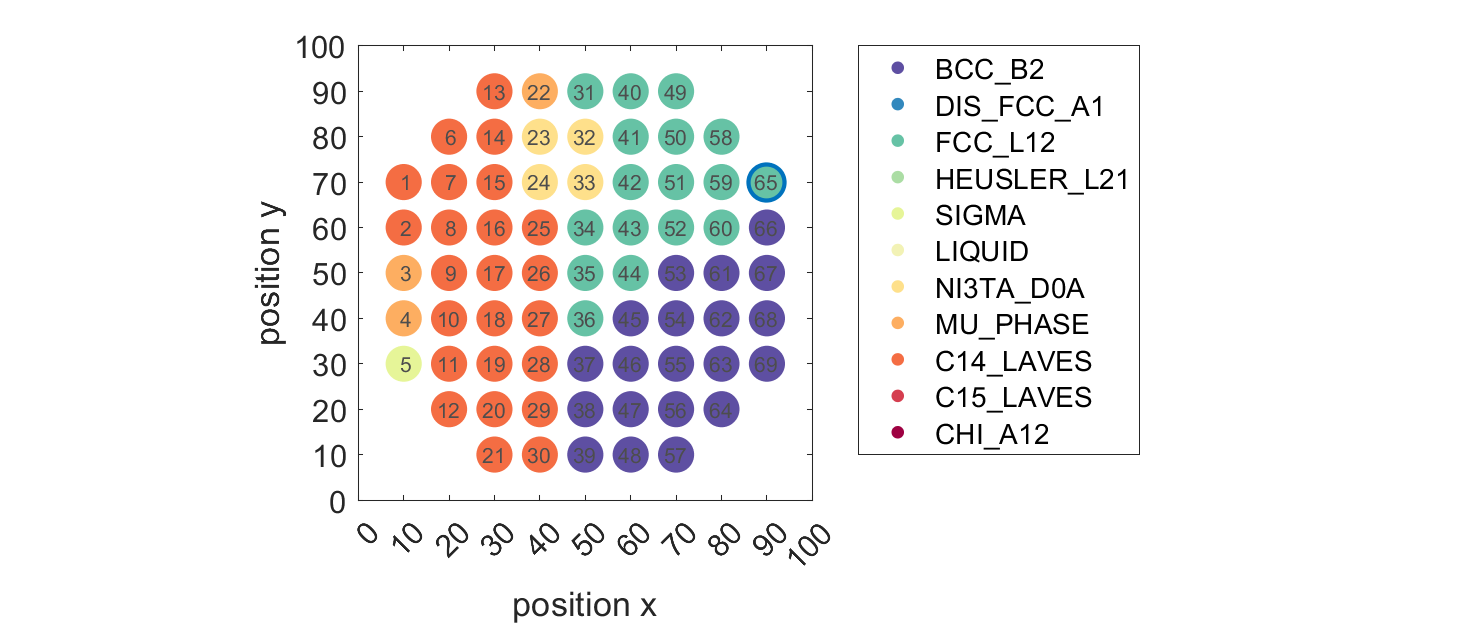 100
90
80
70
60
50
40
30
20
10
0
position y
13 22 31 40 49
6 14 23 32 41 50 58
1 7 15 24 33 42 51 59 65
2 8 16 25 34 43 52 60 66
3 9 17 26 35 44 53 61 67
4 10 18 27 36 45 54 62 68
5 11 19 28 37 46 55 63 69
12 20 29 38 47 56 64
21 30 39 48 57
0 10 20 30 40 50 60 70 80 90 100
position x
BCC_B2
DIS_FCC_A1
FCC_L12
HEUSLER_L21
SIGMA
LIQUID
NI3TA_D0A
MU_PHASE
C14_LAVES
C15_LAVES
CHI_A12